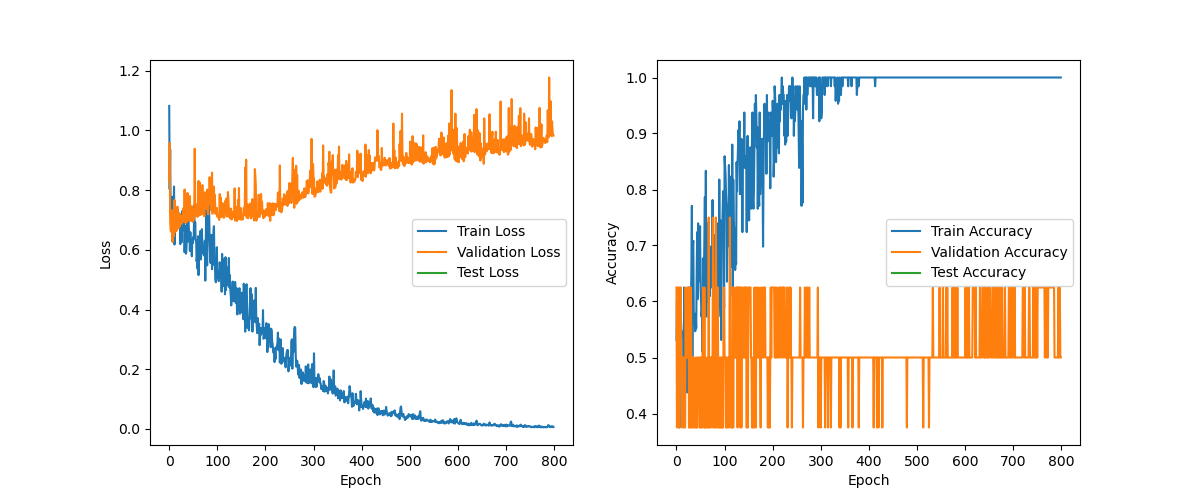 1.2
1.0
0.8
0.6
0.4
0.2
0.0
Loss
0 100 200 300 400 500 600 700 800
Epoch
Train Loss
Validation Loss
Test Loss
1.0
0.9
0.8
0.7
0.6
0.5
0.4
Accuracy
0 100 200 300 400 500 600 700 800
Epoch
Train Accuracy
Validation Accuracy
Test Accuracy